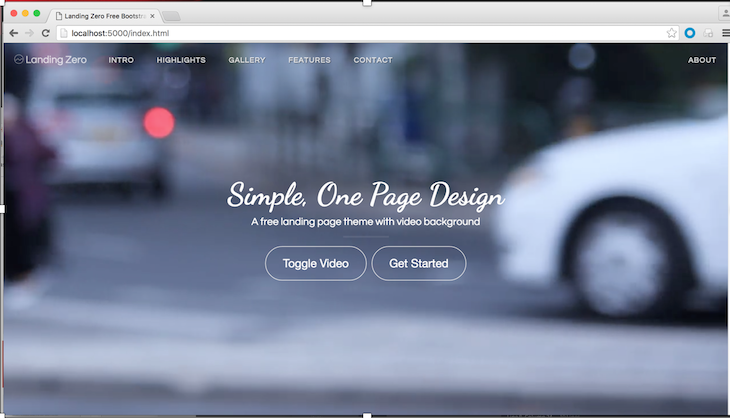 Landing Zero Free Bootstra
localhost:5000/index.html
Landing Zero INTRO HIGHLIGHTS GALLERY FEATURES CONTACT ABOUT
Simple, One Page Design
A free landing page theme with video background
Toggle Video Get Started